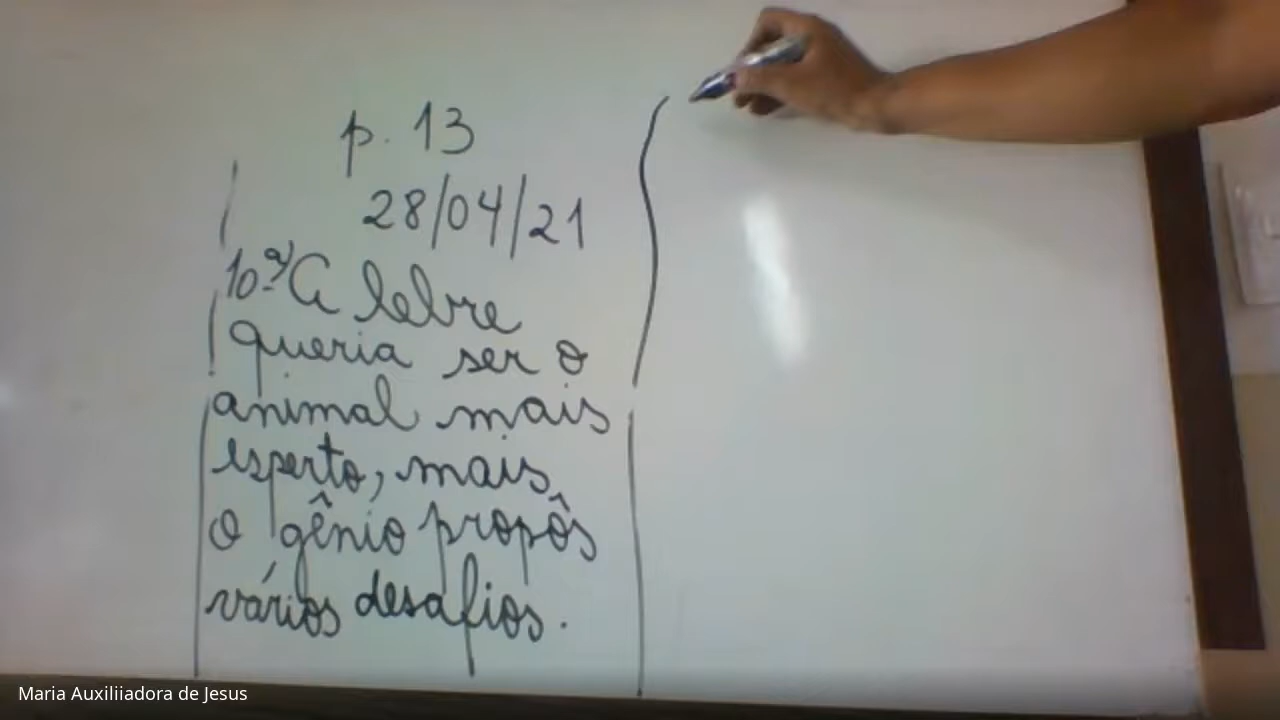 p. 13
28/04/21
10ª) A lebre
queria ser o
animal mais
esperto, mais
o gênio propôs
vários desafios.
Maria Auxiliiadora de Jesus